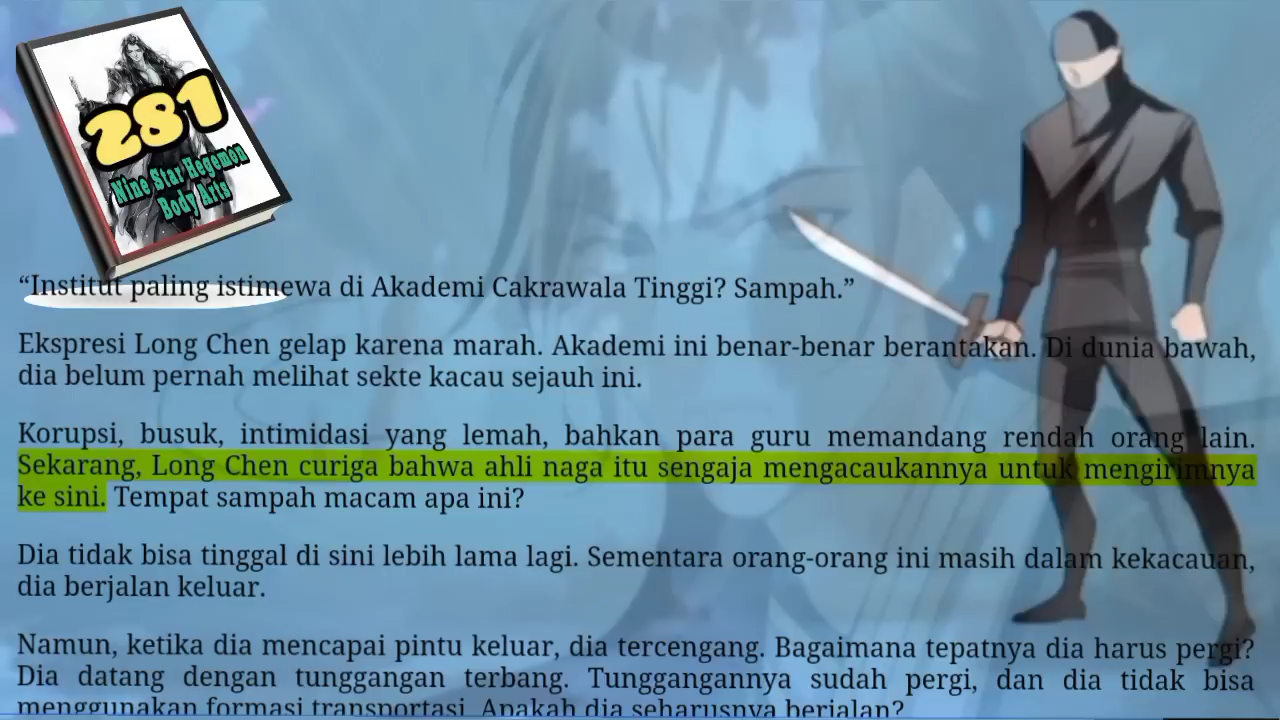 281
Nine Star Hegemon
Body Arts
“Institut paling istimewa di Akademi Cakrawala Tinggi? Sampah.”
Ekspresi Long Chen gelap karena marah. Akademi ini benar-benar berantakan. Di dunia bawah,
dia belum pernah melihat sekte kacau sejauh ini.
Korupsi, busuk, intimidasi yang lemah, bahkan para guru memandang rendah orang lain.
Sekarang, Long Chen curiga bahwa ahli naga itu sengaja mengacaukannya untuk mengirimnya
ke sini. Tempat sampah macam apa ini?
Dia tidak bisa tinggal di sini lebih lama lagi. Sementara orang-orang ini masih dalam kekacauan,
dia berjalan keluar.
Namun, ketika dia mencapai pintu keluar, dia tercengang. Bagaimana tepatnya dia harus pergi?
Dia datang dengan tunggangan terbang. Tunggangannya sudah pergi, dan dia tidak bisa
menggunakan formasi transportasi. Apakah dia seharusnya berjalan?